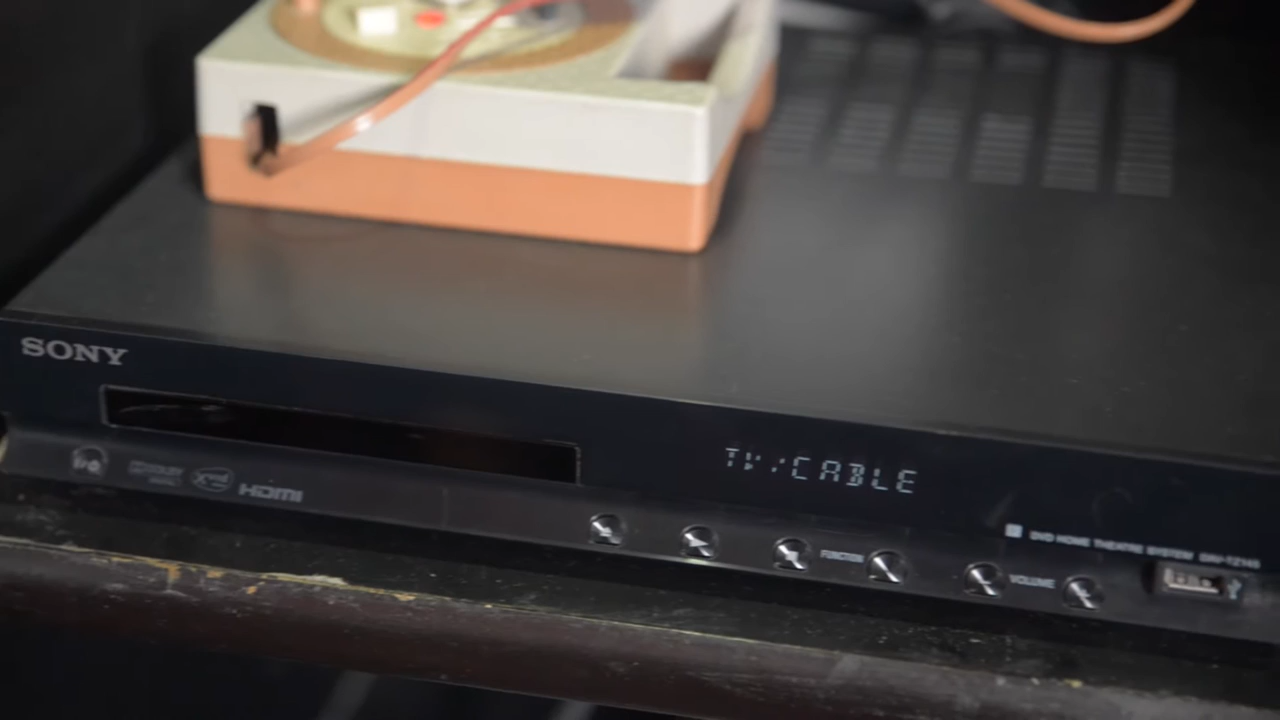 SONY
TV/CABLE
HDMI
FUNCTION
VOLUME
DVD HOME THEATRE SYSTEM